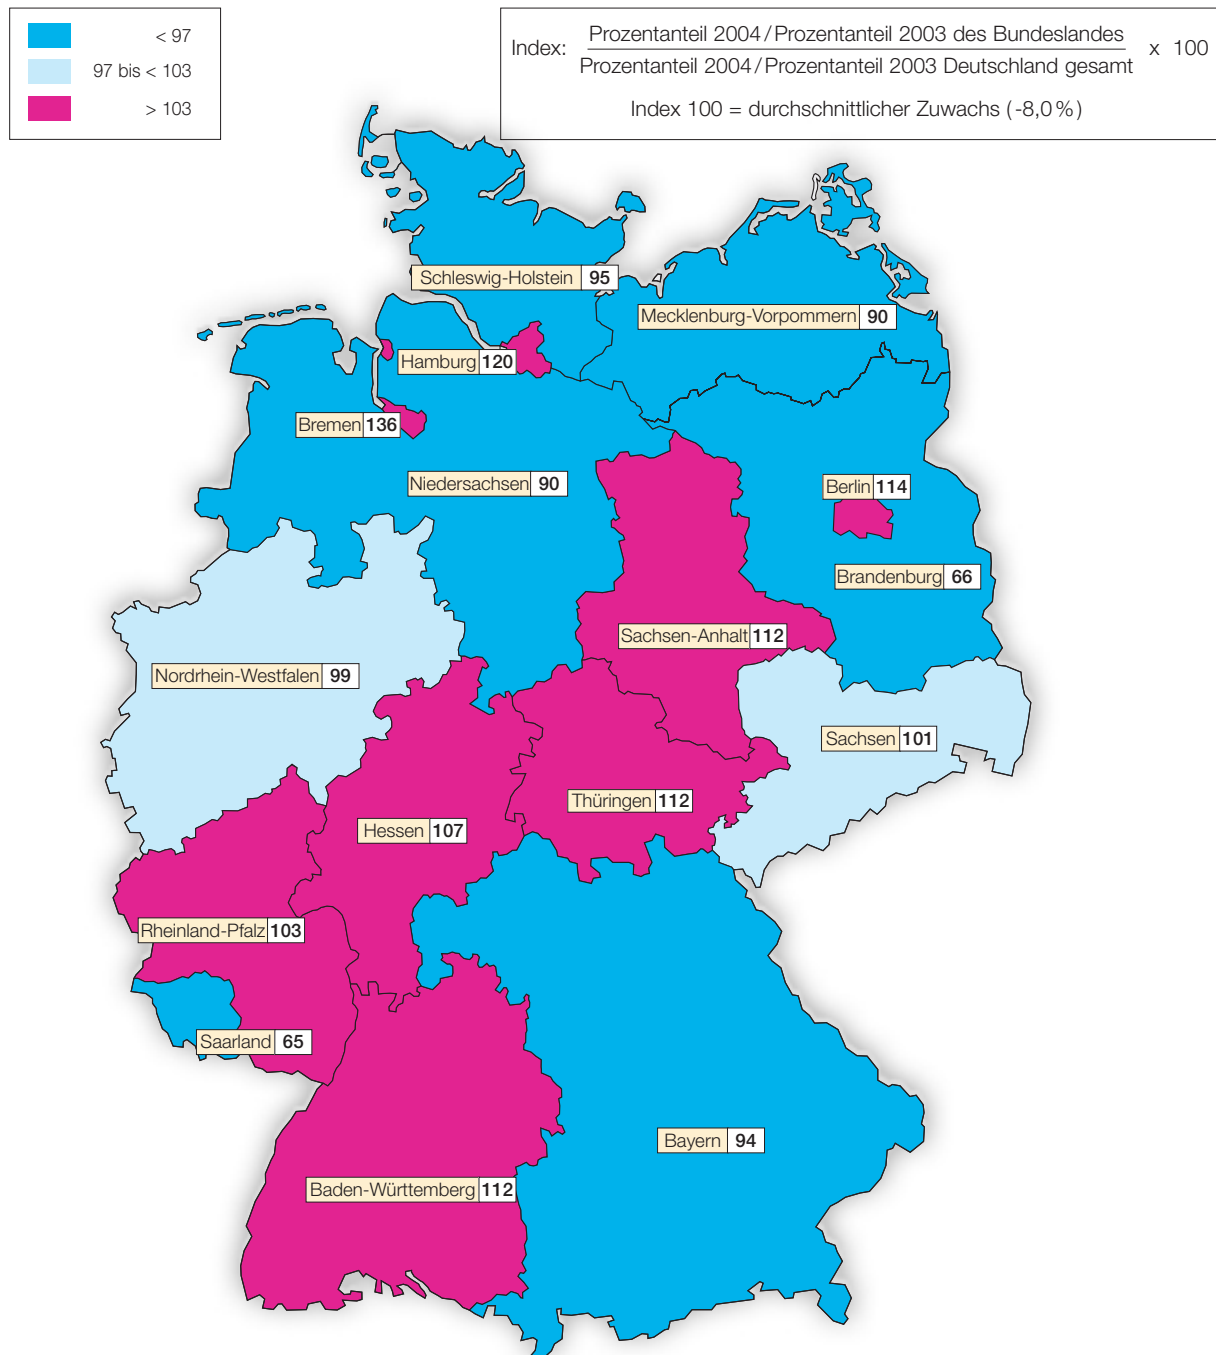 < 97
97 bis < 103
> 103
Index: Prozentanteil 2004/Prozentanteil 2003 des Bundeslandes x 100
Prozentanteil 2004/Prozentanteil 2003 Deutschland gesamt
Index 100 = durchschnittlicher Zuwachs (-8,0%)
Schleswig-Holstein 95
Mecklenburg-Vorpommern 90
Hamburg 120
Bremen 136
Niedersachsen 90
Berlin 114
Brandenburg 66
Sachsen-Anhalt 112
Nordrhein-Westfalen 99
Sachsen 101
Thüringen 112
Hessen 107
Rheinland-Pfalz 103
Saarland 65
Bayern 94
Baden-Württemberg 112